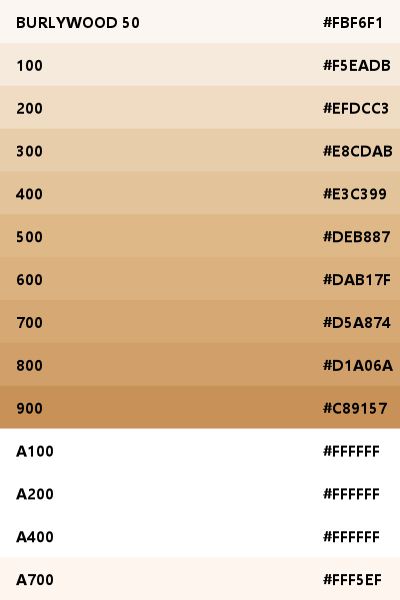 BURLYWOOD 50 #FBF6F1
100 #F5EADB
200 #EFDCC3
300 #E8CDAB
400 #E3C399
500 #DEB887
600 #DAB17F
700 #D5A874
800 #D1A06A
900 #C89157
A100 #FFFFFF
A200 #FFFFFF
A400 #FFFFFF
A700 #FFF5EF